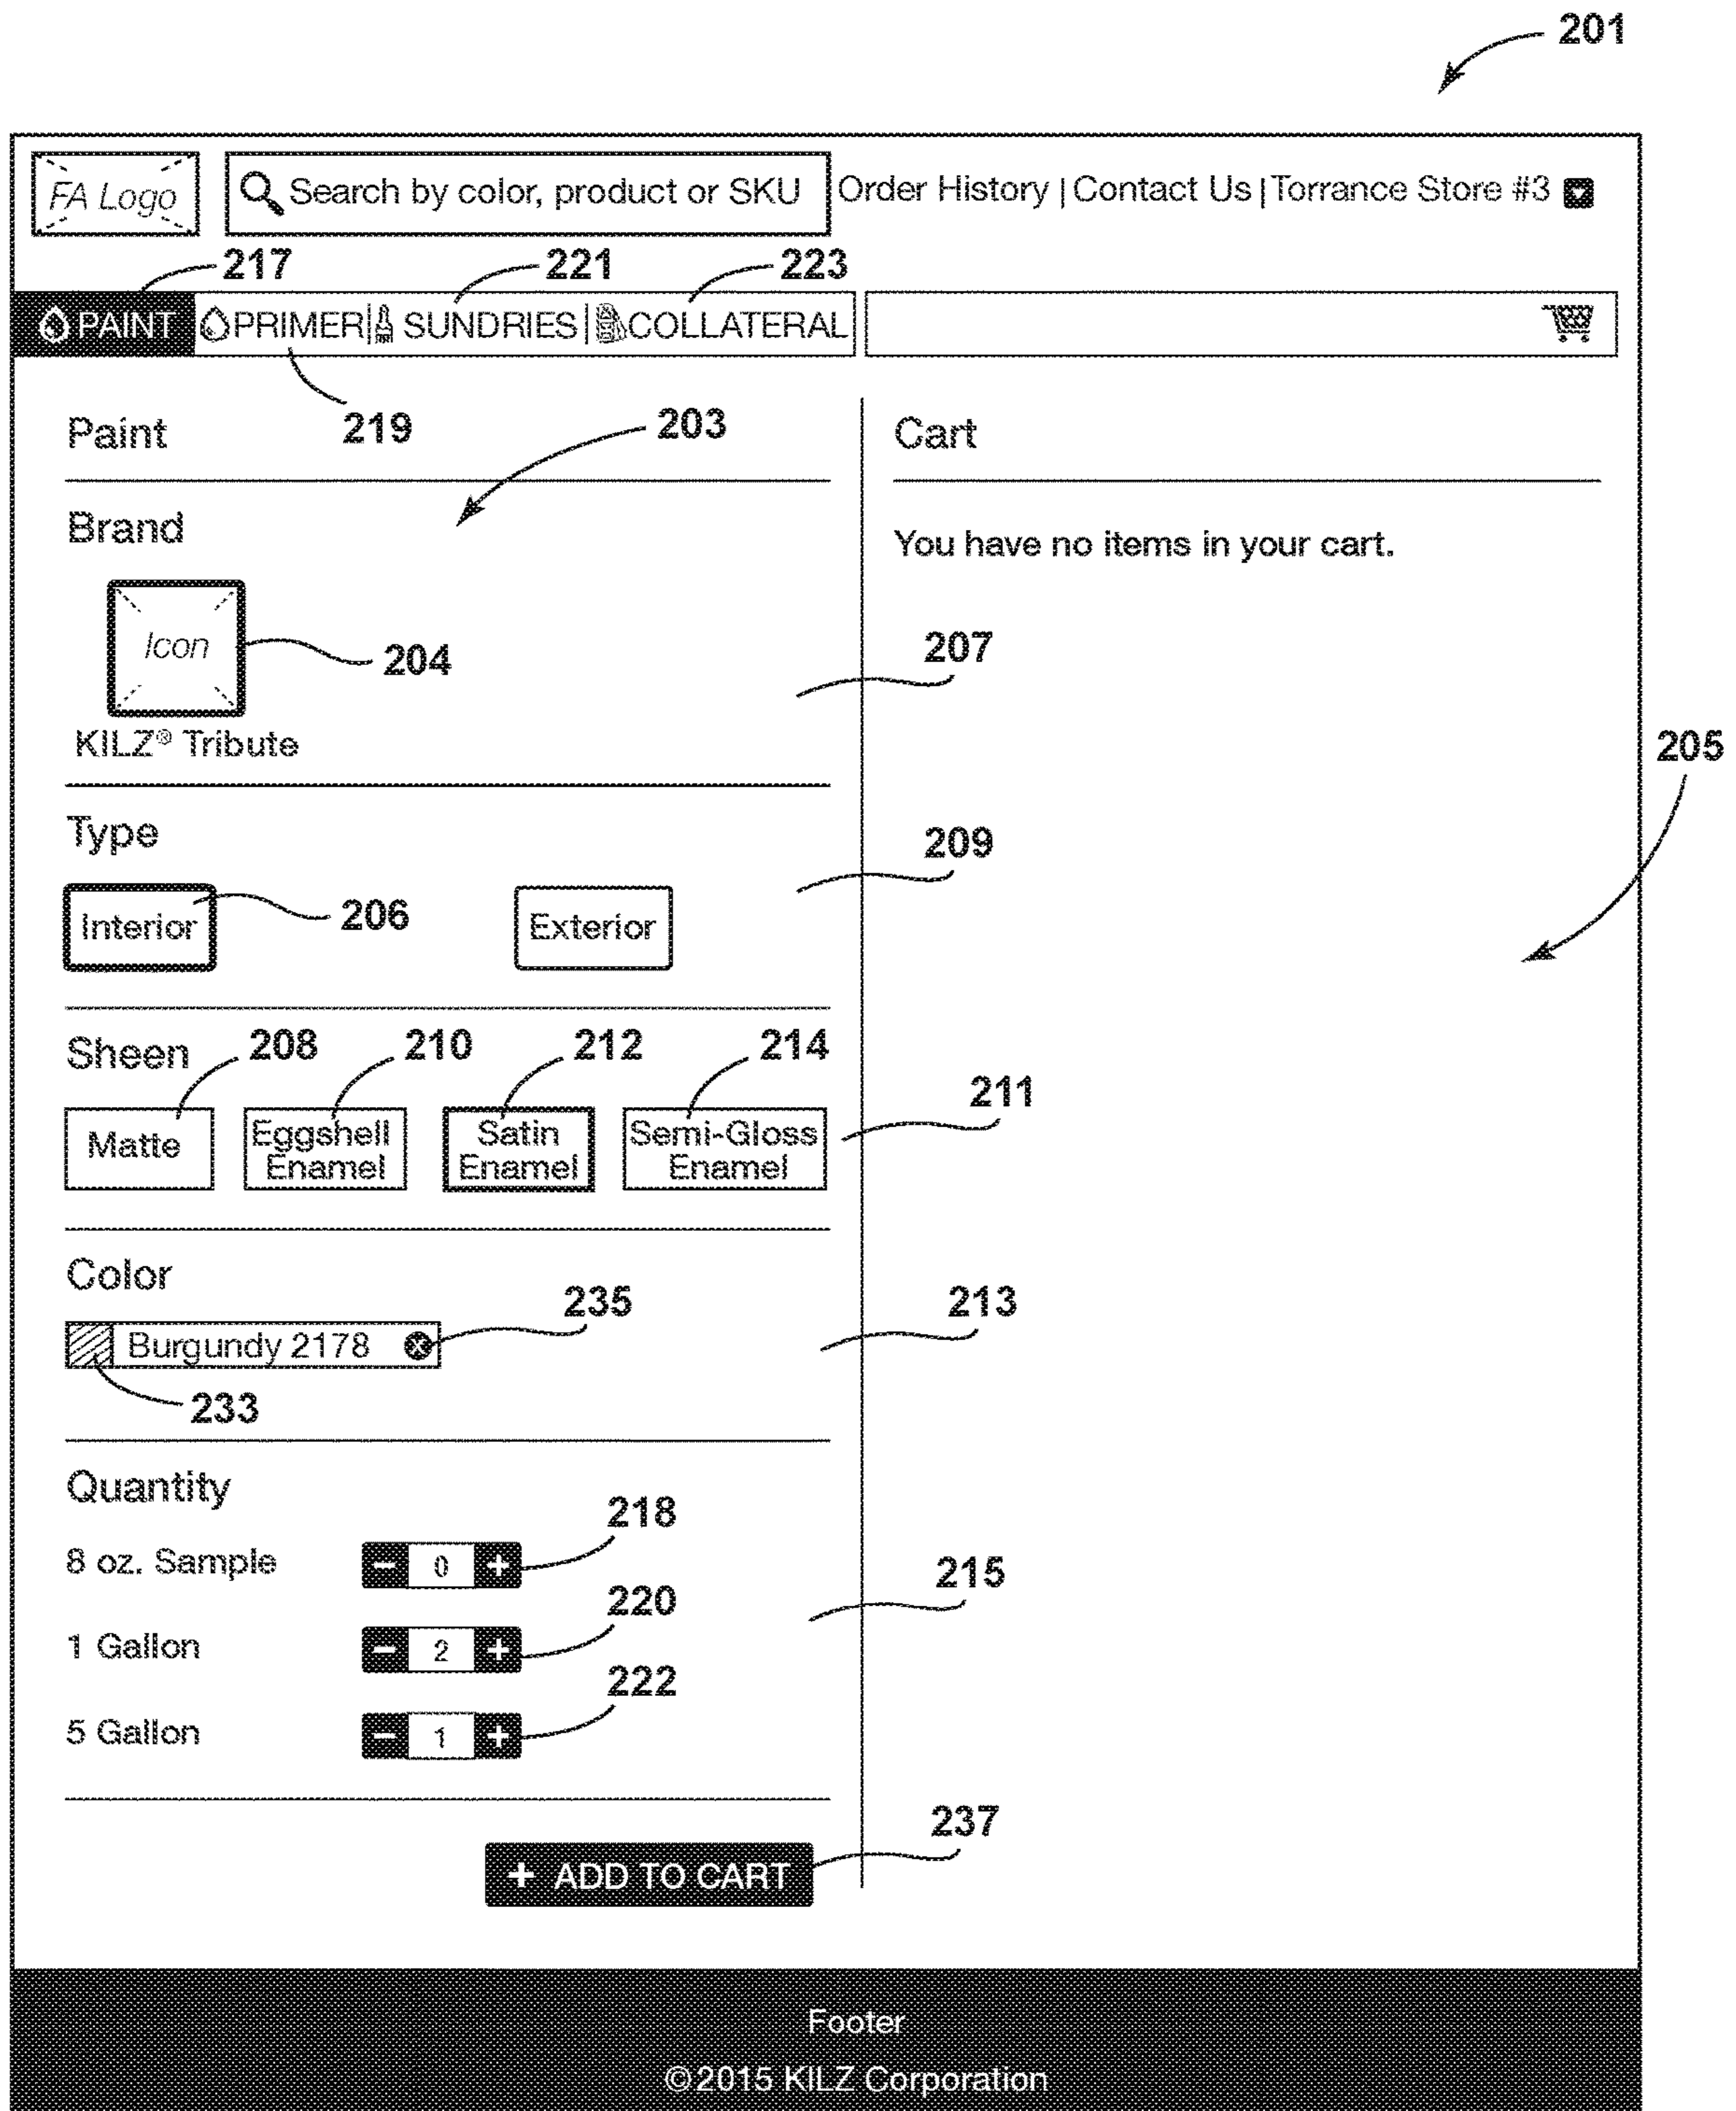 201
FA Logo
Search by color, product or SKU
Order History | Contact Us | Torrance Store #3
217 221 223
PAINT PRIMER | SUNDRIES | COLLATERAL
219 203
Paint
Cart
Brand
You have no items in your cart.
Icon
204
207
KILZ® Tribute
205
Type
209
Interior
206
Exterior
Sheen 208 210 212 214
211
Matte
Eggshell
Enamel
Satin
Enamel
Semi-Gloss
Enamel
Color
235 213
Burgundy 2178 X
233
Quantity
218
8 oz. Sample - 0 +
215
220
1 Gallon - 2 +
222
5 Gallon - 1 +
237
+ ADD TO CART
Footer
©2015 KILZ Corporation